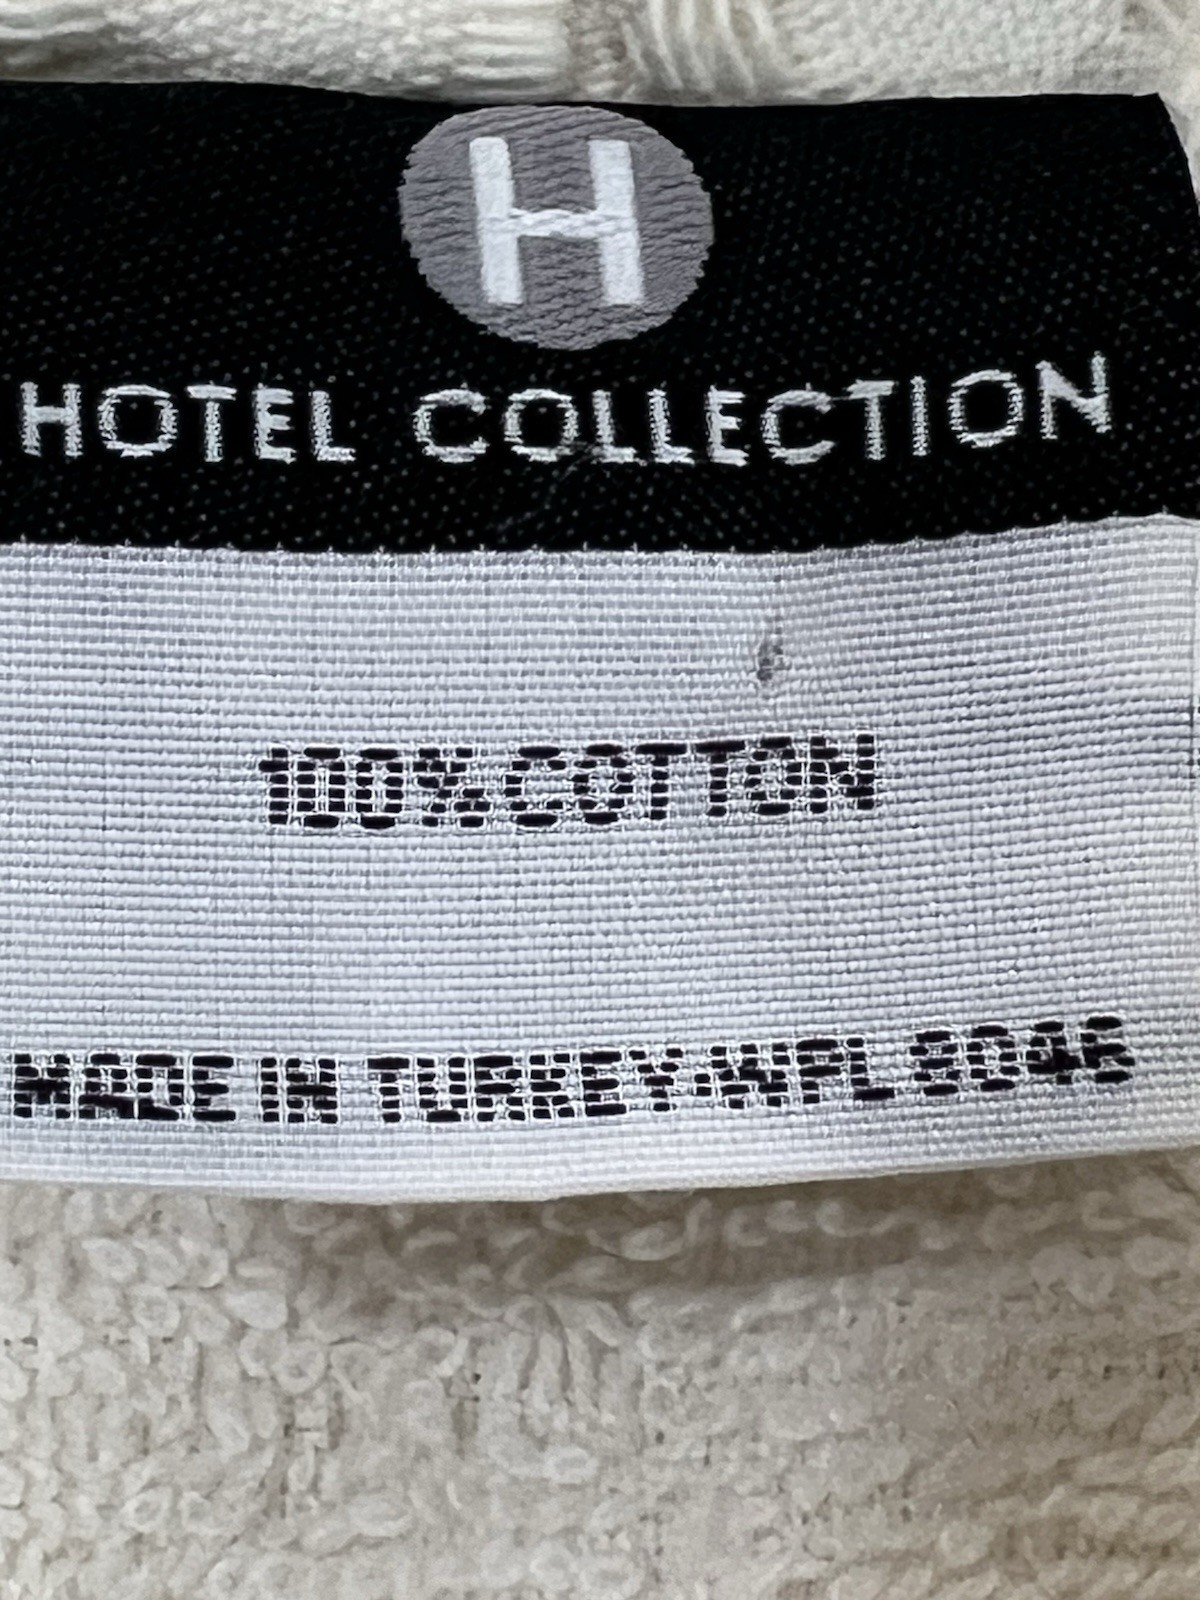 H
HOTEL COLLECTION
100% COTTON
MADE IN TURKEY-WPL 8046